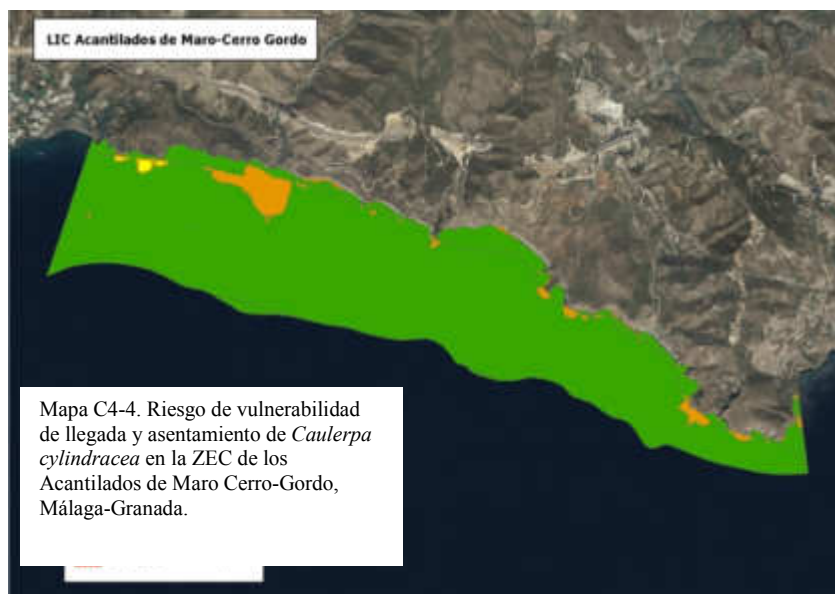 LIC Acantilados de Maro-Cerro Gordo
Mapa C4-4. Riesgo de vulnerabilidad
de llegada y asentamiento de Caulerpa
cylindracea en la ZEC de los
Acantilados de Maro Cerro-Gordo,
Málaga-Granada.